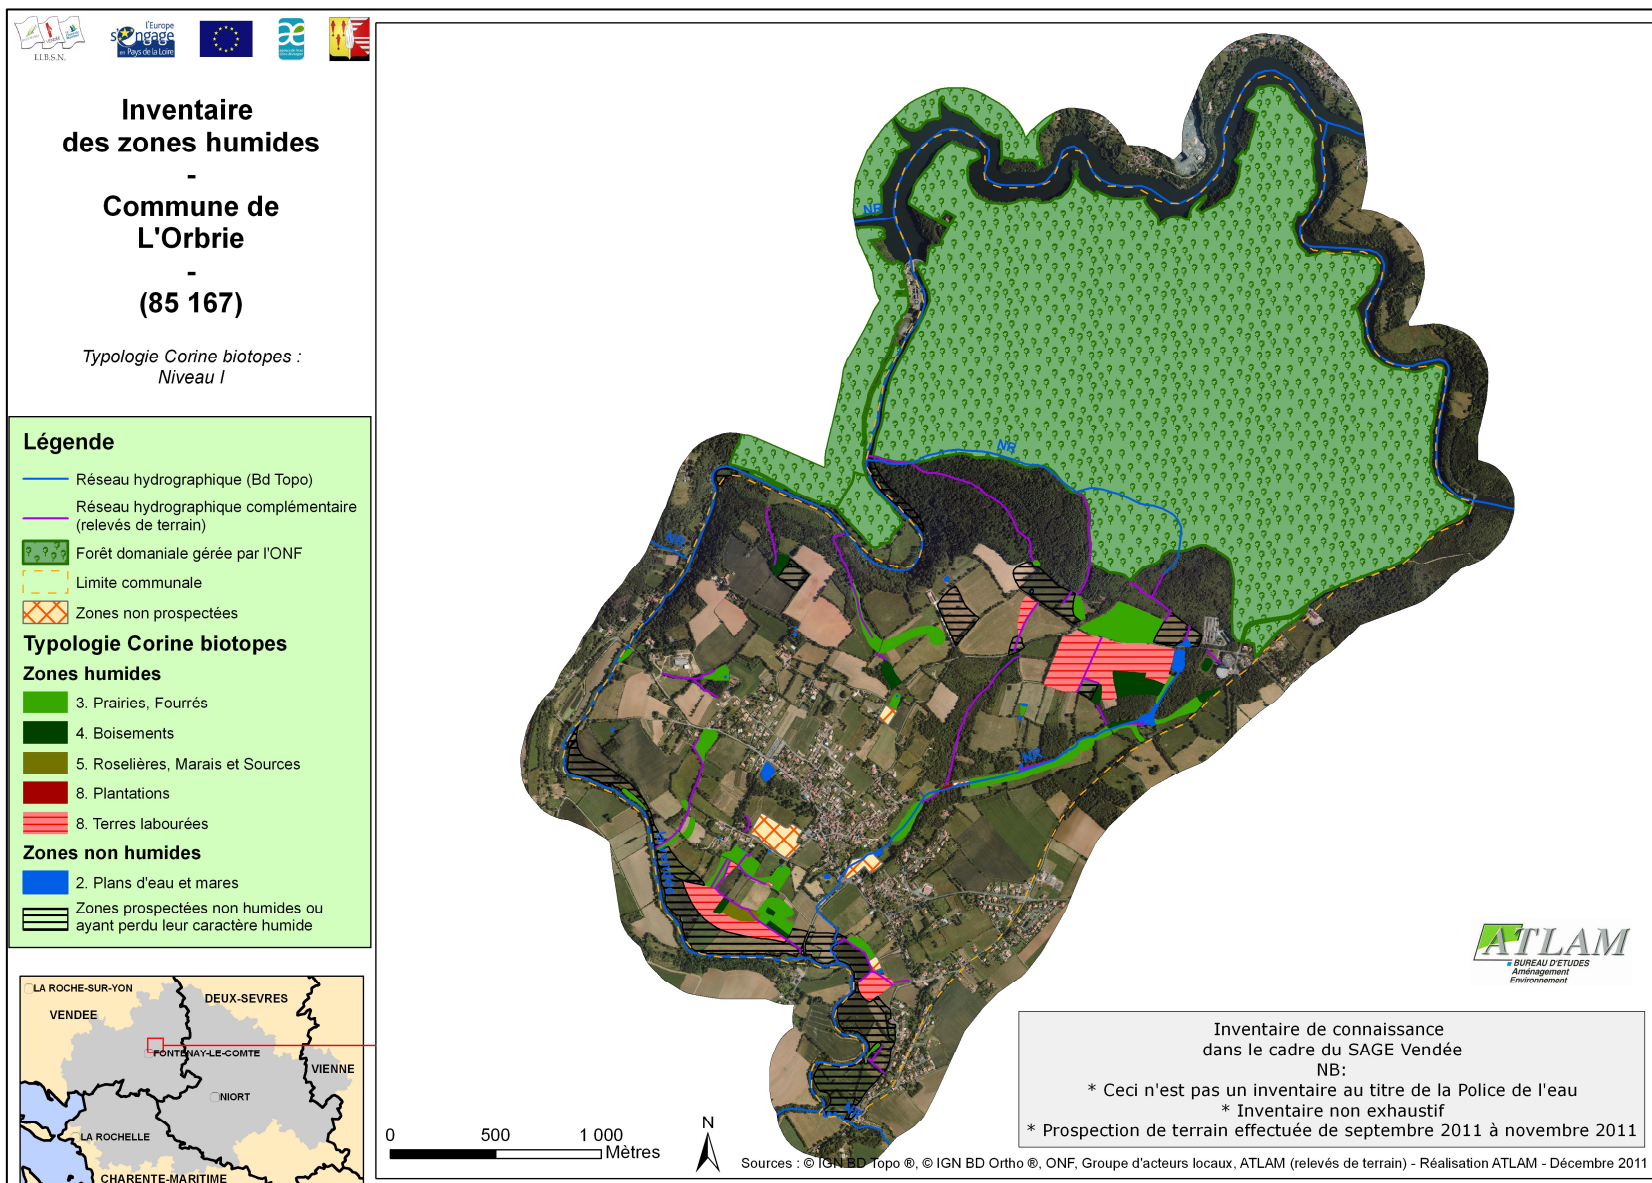 I.I.B.S.N.
l'Europe
s'engage
en Pays de la Loire
Inventaire
des zones humides
-
Commune de
L'Orbrie
-
(85 167)
Typologie Corine biotopes :
Niveau I
Légende
Réseau hydrographique (Bd Topo)
Réseau hydrographique complémentaire
(relevés de terrain)
Forêt domaniale gérée par l'ONF
Limite communale
Zones non prospectées
Typologie Corine biotopes
Zones humides
3. Prairies, Fourrés
4. Boisements
5. Roselières, Marais et Sources
8. Plantations
8. Terres labourées
Zones non humides
2. Plans d'eau et mares
Zones prospectées non humides ou
ayant perdu leur caractère humide
LA ROCHE-SUR-YON
DEUX-SEVRES
VENDEE
FONTENAY-LE-COMTE
VIENNE
NIORT
LA ROCHELLE
CHARENTE-MARITIME
NR
NR
NR
NR
NR
0 500 1 000
Mètres
N
ATLAM
BUREAU D'ETUDES
Aménagement
Environnement
Inventaire de connaissance
dans le cadre du SAGE Vendée
NB:
* Ceci n'est pas un inventaire au titre de la Police de l'eau
* Inventaire non exhaustif
* Prospection de terrain effectuée de septembre 2011 à novembre 2011
Sources : © IGN BD Topo ®, © IGN BD Ortho ®, ONF, Groupe d'acteurs locaux, ATLAM (relevés de terrain) - Réalisation ATLAM - Décembre 2011